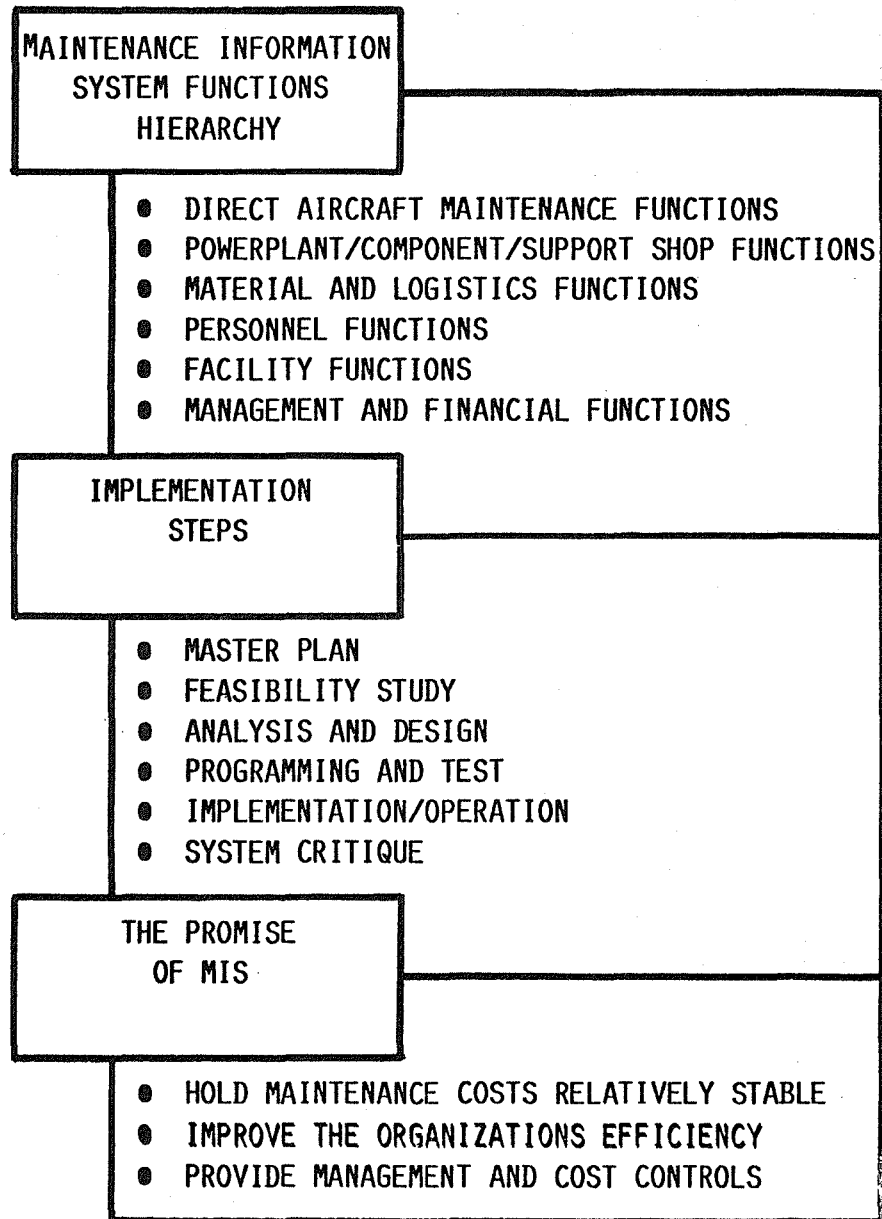 MAINTENANCE INFORMATION
SYSTEM FUNCTIONS
HIERARCHY
● DIRECT AIRCRAFT MAINTENANCE FUNCTIONS
● POWERPLANT/COMPONENT/SUPPORT SHOP FUNCTIONS
● MATERIAL AND LOGISTICS FUNCTIONS
● PERSONNEL FUNCTIONS
● FACILITY FUNCTIONS
● MANAGEMENT AND FINANCIAL FUNCTIONS
IMPLEMENTATION
STEPS
● MASTER PLAN
● FEASIBILITY STUDY
● ANALYSIS AND DESIGN
● PROGRAMMING AND TEST
● IMPLEMENTATION/OPERATION
● SYSTEM CRITIQUE
THE PROMISE
OF MIS
● HOLD MAINTENANCE COSTS RELATIVELY STABLE
● IMPROVE THE ORGANIZATIONS EFFICIENCY
● PROVIDE MANAGEMENT AND COST CONTROLS